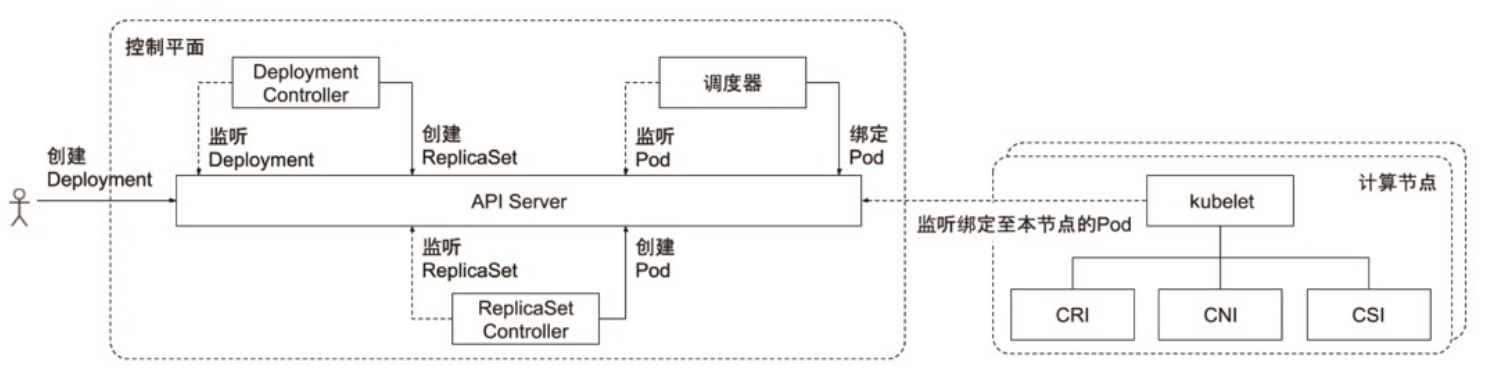 控制平面
Deployment
Controller
调度器
监听
Deployment
创建
ReplicaSet
监听
Pod
绑定
Pod
创建
Deployment
API Server
监听
ReplicaSet
创建
Pod
ReplicaSet
Controller
计算节点
kubelet
监听绑定至本节点的Pod
CRI
CNI
CSI